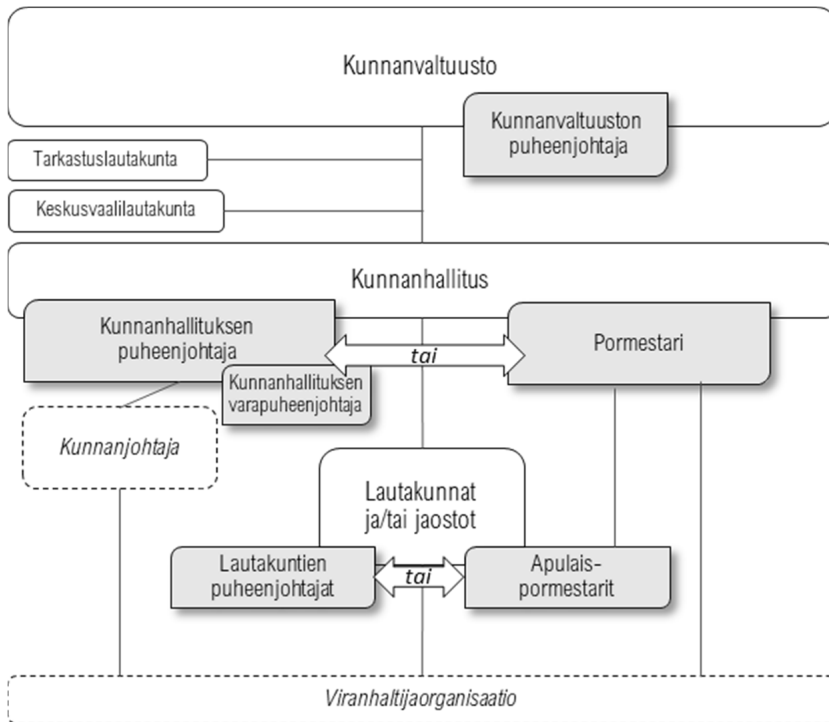 Kunnanvaltuusto
Kunnanvaltuuston
puheenjohtaja
Tarkastuslautakunta
Keskusvaalilautakunta
Kunnanhallitus
Kunnanhallituksen
puheenjohtaja
tai
Pormestari
Kunnanhallituksen
varapuheenjohtaja
Kunnanjohtaja
Lautakunnat
ja/tai jaostot
Lautakuntien
puheenjohtajat
tai
Apulais-
pormestarit
Viranhaltijaorganisaatio